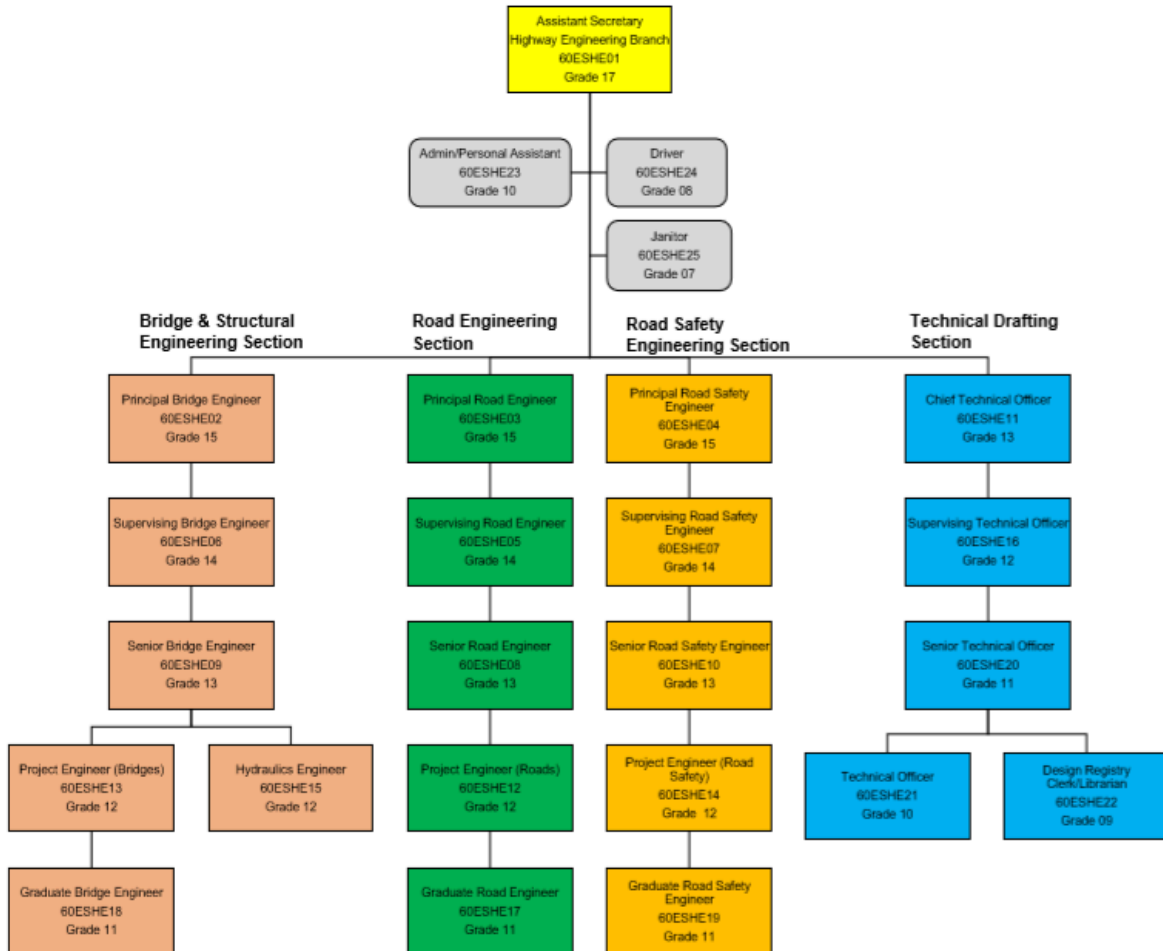 Assistant Secretary
Highway Engineering Branch
60ESHE01
Grade 17
Admin/Personal Assistant
60ESHE23
Grade 10
Driver
60ESHE24
Grade 08
Janitor
60ESHE25
Grade 07
Bridge & Structural
Engineering Section
Road Engineering
Section
Road Safety
Engineering Section
Technical Drafting
Section
Principal Bridge Engineer
60ESHE02
Grade 15
Principal Road Engineer
60ESHE03
Grade 15
Principal Road Safety
Engineer
60ESHE04
Grade 15
Chief Technical Officer
60ESHE11
Grade 13
Supervising Bridge Engineer
60ESHE06
Grade 14
Supervising Road Engineer
60ESHE05
Grade 14
Supervising Road Safety
Engineer
60ESHE07
Grade 14
Supervising Technical Officer
60ESHE16
Grade 12
Senior Bridge Engineer
60ESHE09
Grade 13
Senior Road Engineer
60ESHE08
Grade 13
Senior Road Safety Engineer
60ESHE10
Grade 13
Senior Technical Officer
60ESHE20
Grade 11
Project Engineer (Bridges)
60ESHE13
Grade 12
Hydraulics Engineer
60ESHE15
Grade 12
Project Engineer (Roads)
60ESHE12
Grade 12
Project Engineer (Road
Safety)
60ESHE14
Grade 12
Technical Officer
60ESHE21
Grade 10
Design Registry
Clerk/Librarian
60ESHE22
Grade 09
Graduate Bridge Engineer
60ESHE18
Grade 11
Graduate Road Engineer
60ESHE17
Grade 11
Graduate Road Safety
Engineer
60ESHE19
Grade 11